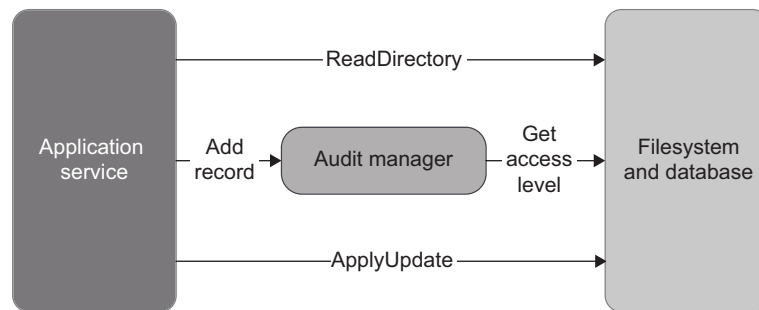 ReadDirectory
Application
service
Add
record
Audit manager
Get
access
level
Filesystem
and database
ApplyUpdate